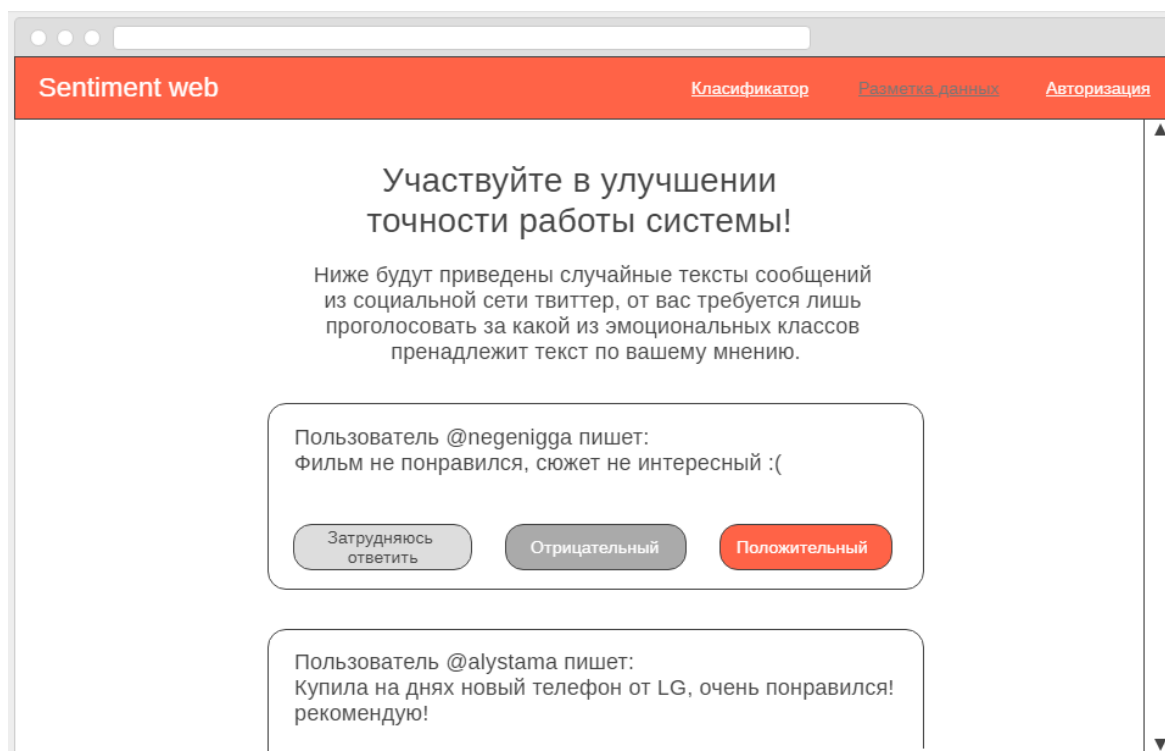 Sentiment web
Класификатор
Разметка данных
Авторизация
Участвуйте в улучшении
точности работы системы!
Ниже будут приведены случайные тексты сообщений
из социальной сети твиттер, от вас требуется лишь
проголосовать за какой из эмоциональных классов
пренадлежит текст по вашему мнению.
Пользователь @negenigga пишет:
Фильм не понравился, сюжет не интересный :(
Затрудняюсь
ответить
Отрицательный
Положительный
Пользователь @alystama пишет:
Купила на днях новый телефон от LG, очень понравился!
рекомендую!